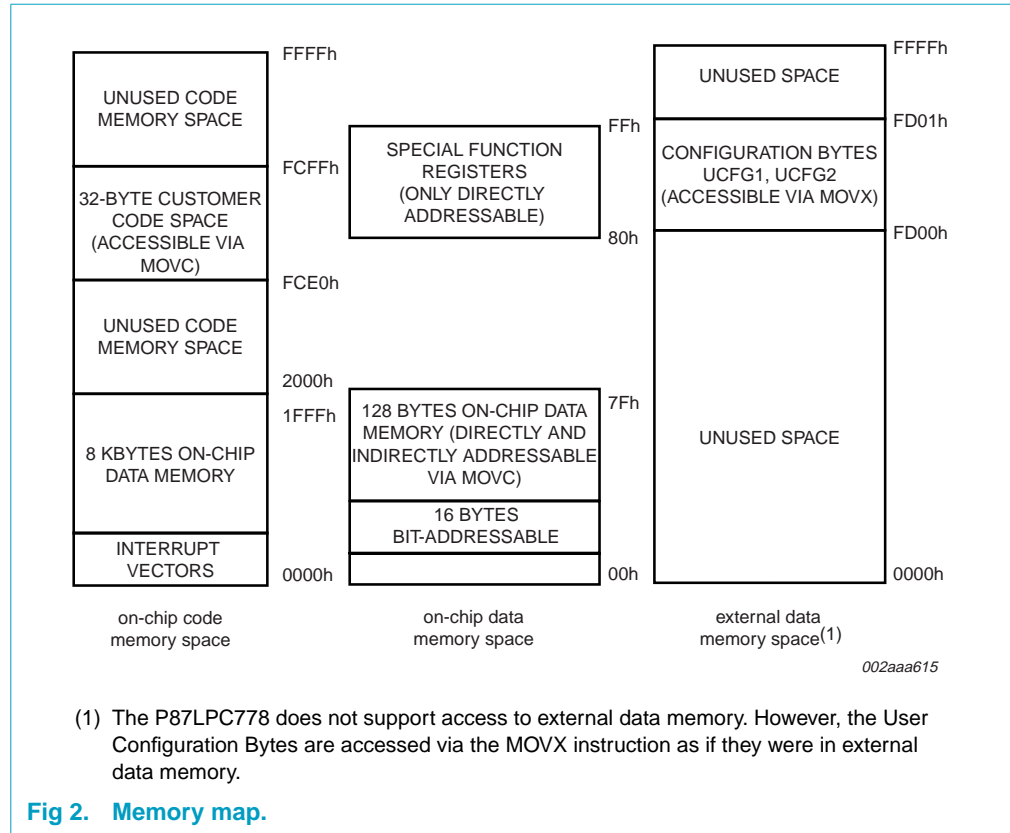 FFFFh
UNUSED CODE
MEMORY SPACE
FCFFh
32-BYTE CUSTOMER
CODE SPACE
(ACCESSIBLE VIA
MOVC)
FCE0h
UNUSED CODE
MEMORY SPACE
2000h
1FFFh
8 KBYTES ON-CHIP
DATA MEMORY
INTERRUPT
VECTORS
0000h
on-chip code
memory space
FFh
SPECIAL FUNCTION
REGISTERS
(ONLY DIRECTLY
ADDRESSABLE)
80h
7Fh
128 BYTES ON-CHIP DATA
MEMORY (DIRECTLY AND
INDIRECTLY ADDRESSABLE
VIA MOVC)
16 BYTES
BIT-ADDRESSABLE
00h
on-chip data
memory space
FFFFh
UNUSED SPACE
FD01h
CONFIGURATION BYTES
UCFG1, UCFG2
(ACCESSIBLE VIA MOVX)
FD00h
UNUSED SPACE
0000h
external data
memory space(1)
002aaa615
(1) The P87LPC778 does not support access to external data memory. However, the User
Configuration Bytes are accessed via the MOVX instruction as if they were in external
data memory.
Fig 2. Memory map.